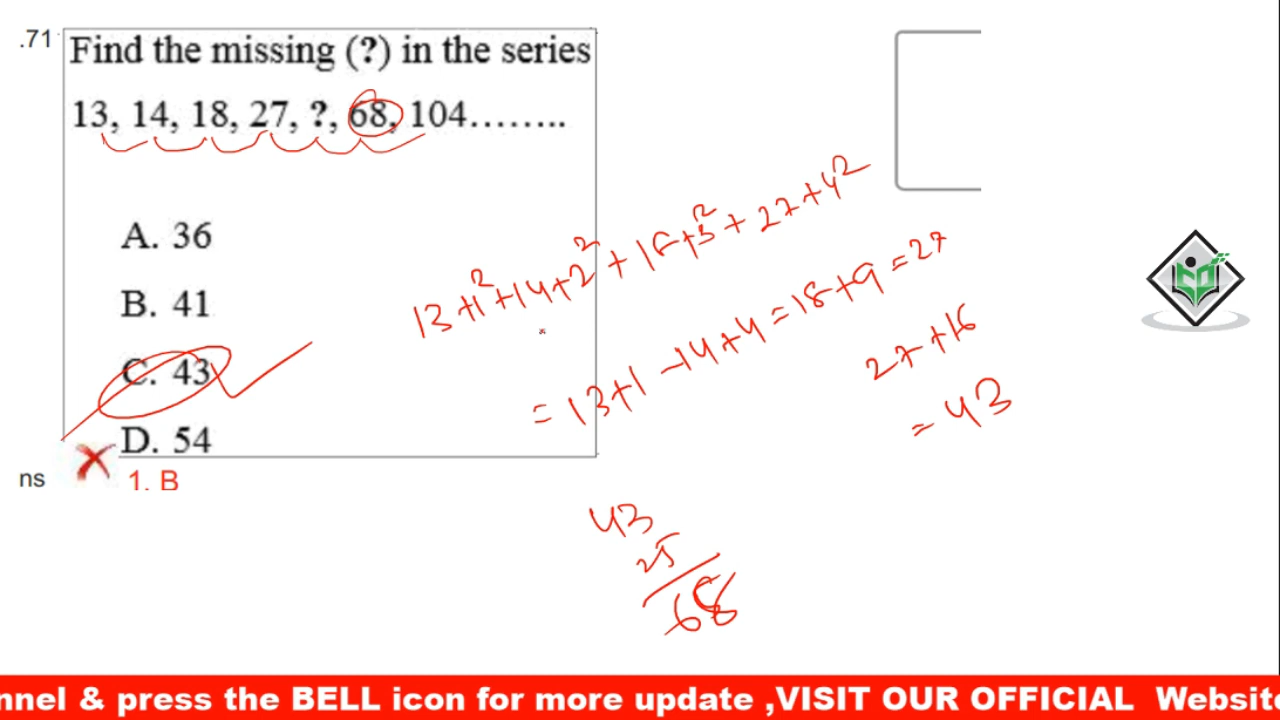 .71 Find the missing (?) in the series
13, 14, 18, 27, ?, 68, 104........
A. 36
B. 41
C. 43
D. 54
ns 1. B
13+1²+14+2²+18+3²+27+4²
=13+1-14+4=18+9=27
27+16
=43
43
25
68
nnel & press the BELL icon for more update ,VISIT OUR OFFICIAL Website